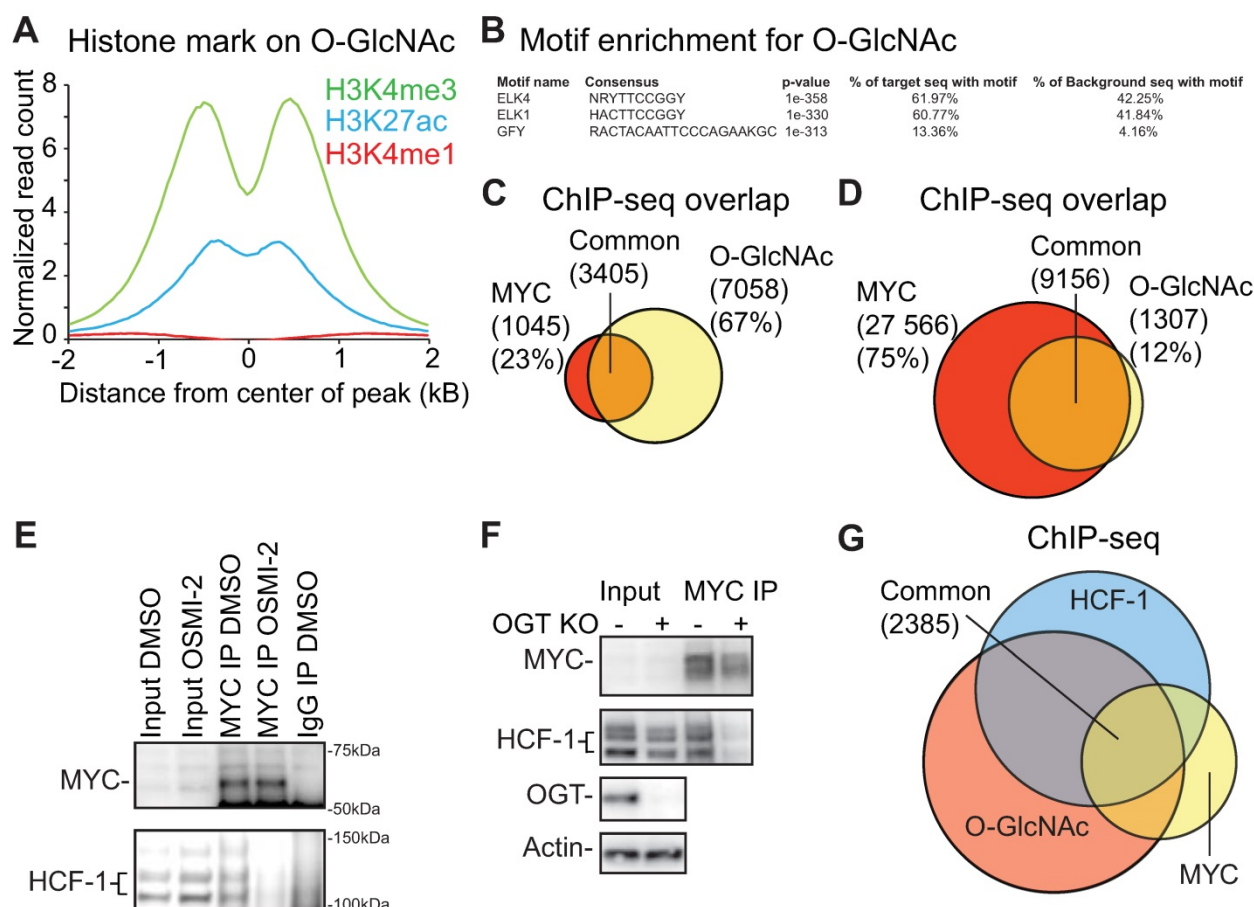 A
Histone mark on O-GlcNAc
H3K4me3
H3K27ac
H3K4me1
Normalized read count
8
6
4
2
0
-2
-1
0
1
2
Distance from center of peak (kB)
B
Motif enrichment for O-GlcNAc
Motif name Consensus p-value % of target seq with motif % of Background seq with motif
ELK4 NRYTTCCGGY 1e-358 61.97% 42.25%
ELK1 HACTTCCGGY 1e-330 60.77% 41.84%
GFY RACTACAATTCCCAGAAKGC 1e-313 13.36% 4.16%
C
ChIP-seq overlap
Common
(3405)
MYC
(1045)
(23%)
O-GlcNAc
(7058)
(67%)
D
ChIP-seq overlap
Common
(9156)
MYC
(27 566)
(75%)
O-GlcNAc
(1307)
(12%)
E
Input DMSO
Input OSMI-2
MYC IP DMSO
MYC IP OSMI-2
IgG IP DMSO
MYC-
-75kDa
-50kDa
HCF-1-[
-150kDa
-100kDa
F
Input MYC IP
OGT KO - + - +
MYC-
HCF-1-[
OGT-
Actin-
G
ChIP-seq
Common
(2385)
HCF-1
O-GlcNAc
MYC